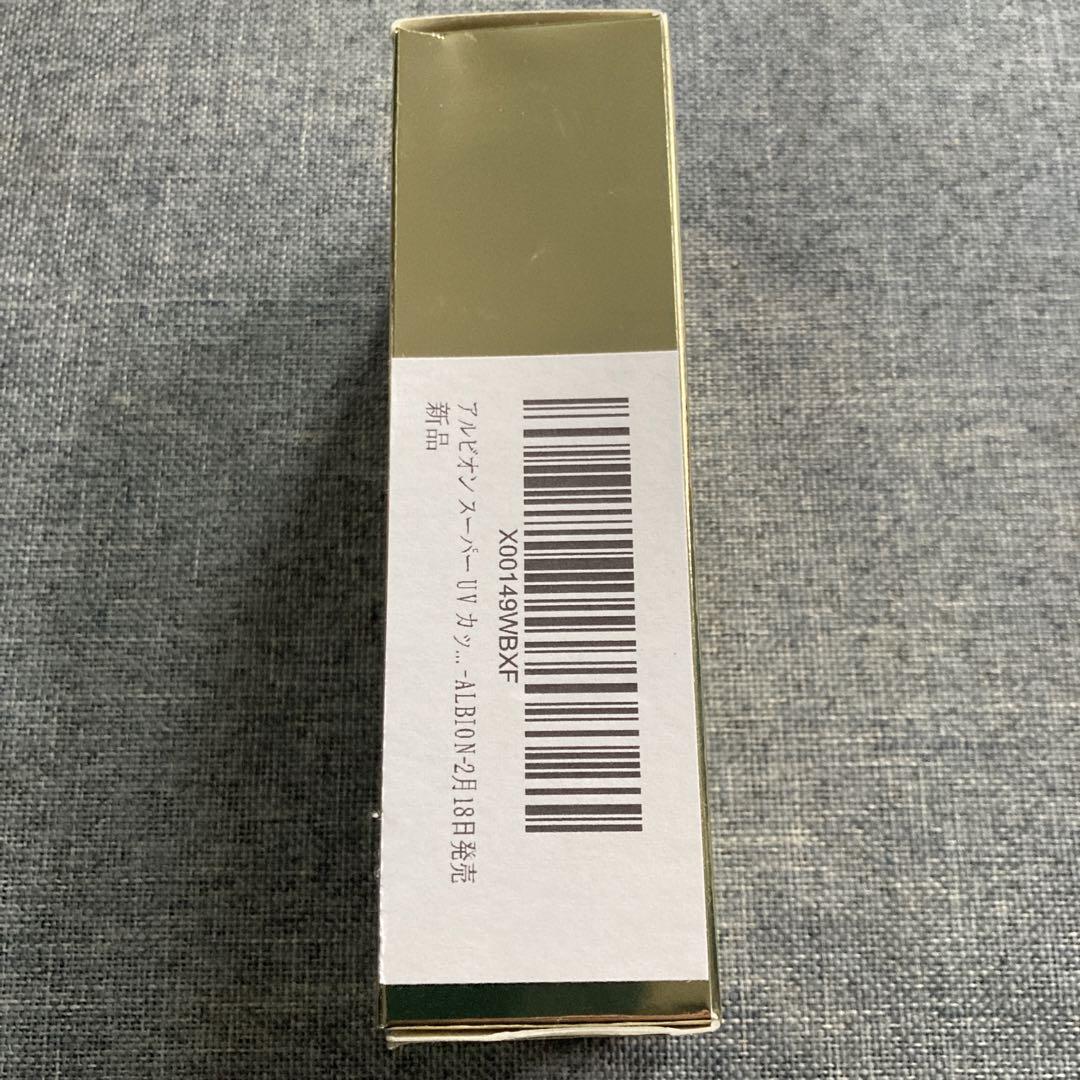 X00149WBXF
アルビオン スーパー UV カッ... -ALBION-2月18日発売
新品